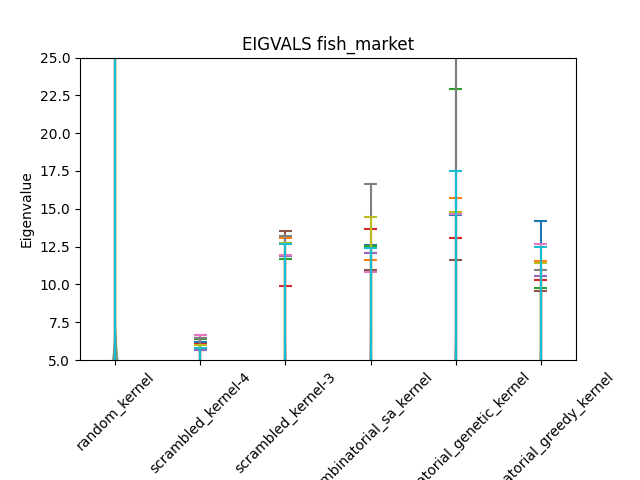 EIGVALS fish_market
25.0
22.5
20.0
17.5
15.0
12.5
10.0
7.5
5.0
Eigenvalue
random_kernel
scrambled_kernel-4
scrambled_kernel-3
mbinatorial_sa_kernel
atorial_genetic_kernel
atorial_greedy_kernel